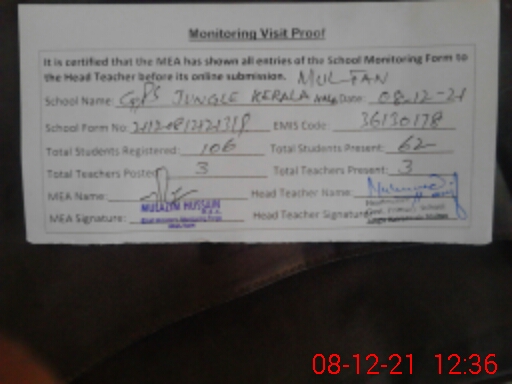 Monitoring Visit Proof
It is certified that the MEA has shown all entries of the School Monitoring Form to
the Head Teacher before its online submission. MULTAN
School Name: GPS JUNGLE KERALA Date: 08-12-21
School Form No: EMIS Code: 36130178
Total Students Registered: 106 Total Students Present: 62
Total Teachers Posted 3 Total Teachers Present: 3
MEA Name: Head Teacher Name: Muhammad
MEA Signature: MULAZIM HUSSAIN Head Teacher Signature
08-12-21 12:36